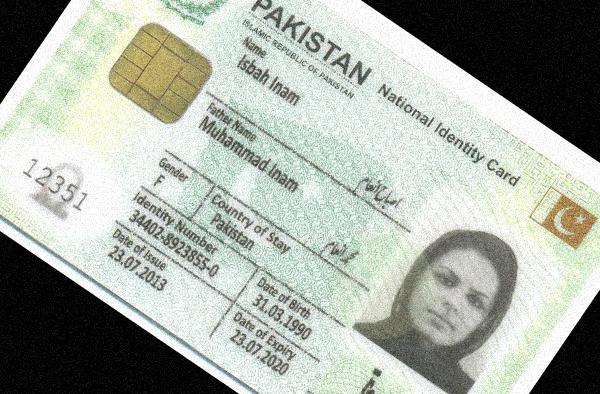 PAKISTAN National Identity Card
ISLAMIC REPUBLIC OF PAKISTAN
Name
Isbah Inam
Father Name
Muhammad Inam
Gender
F
Country of Stay
Pakistan
Identity Number
34402-8923855-0
Date of Birth
31.03.1990
Date of Issue
23.07.2013
Date of Expiry
23.07.2020
12351